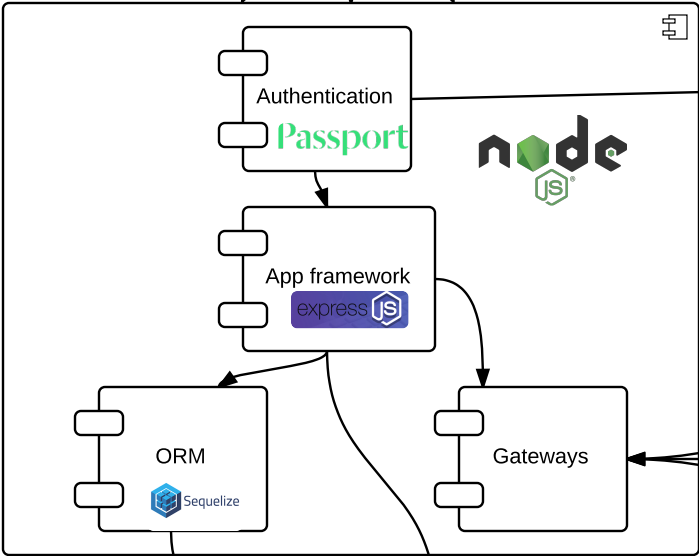 Authentication
Passport
node
JS®
App framework
express JS
ORM
Sequelize
Gateways